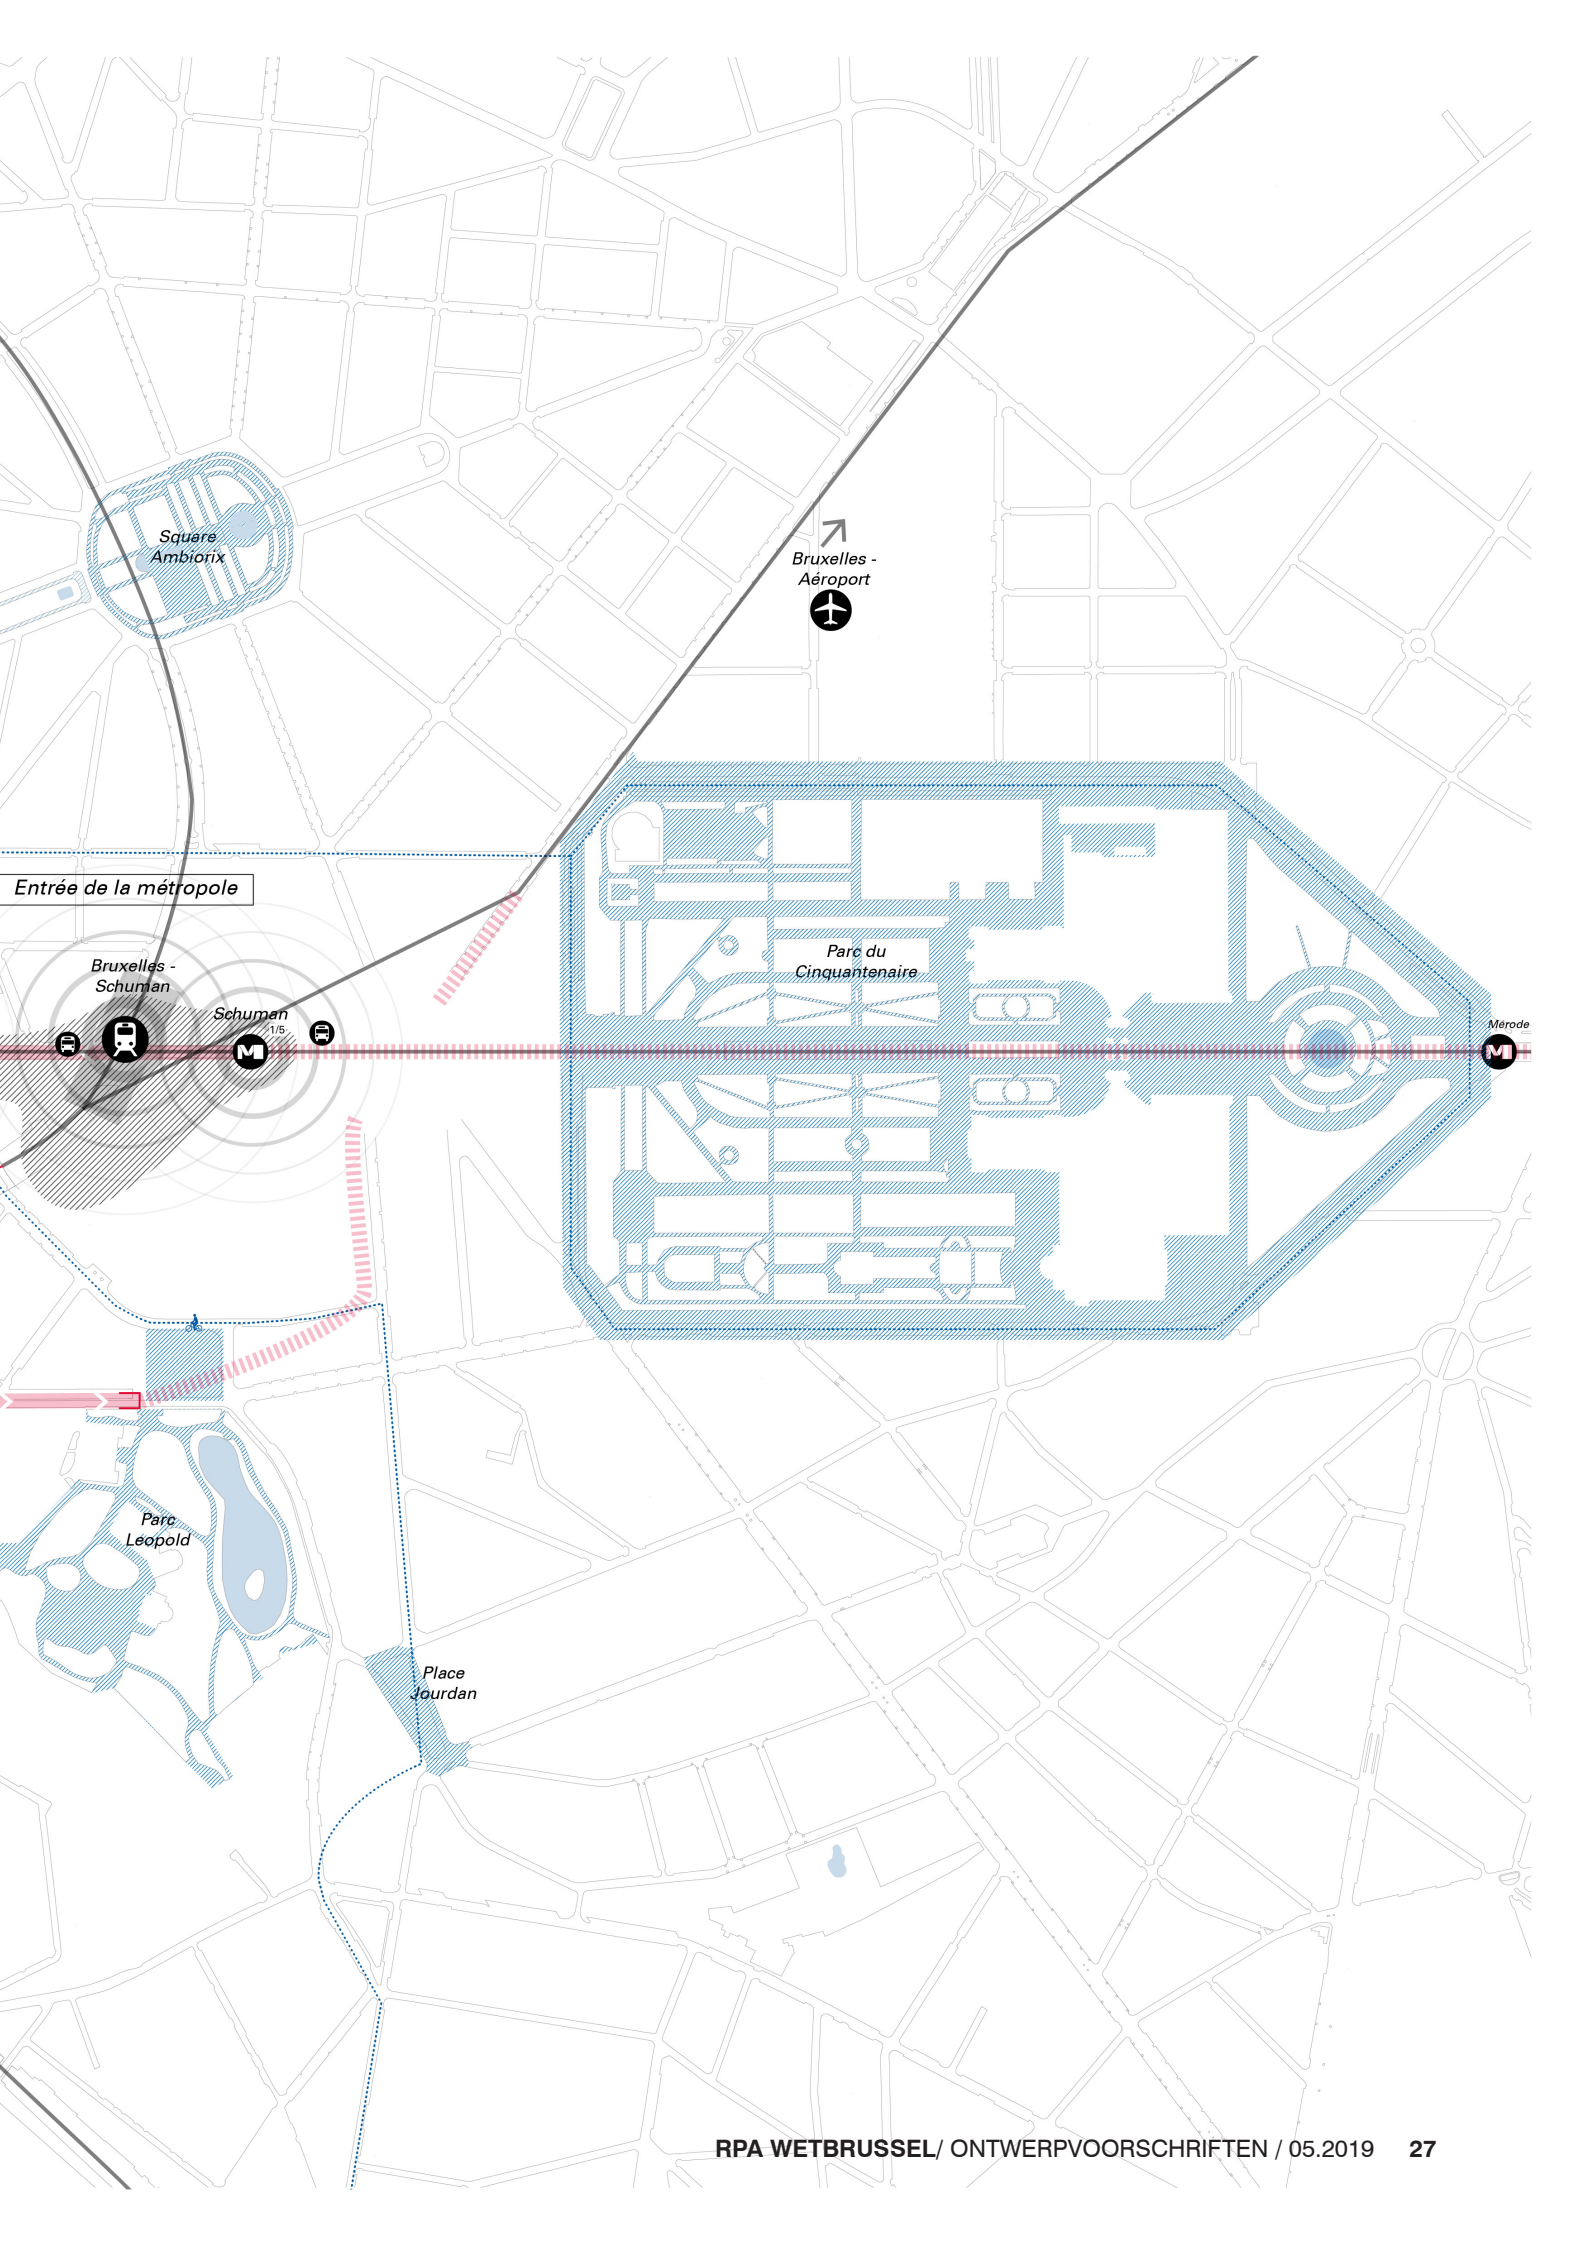 Square
Ambiorix
Bruxelles -
Aéroport
Entrée de la métropole
Parc du
Cinquantenaire
Bruxelles -
Schuman
Schuman
1/5
M
Mérode
M
Parc
Leopold
Place
Jourdan
RPA WETBRUSSEL/ ONTWERPVOORSCHRIFTEN / 05.2019 27